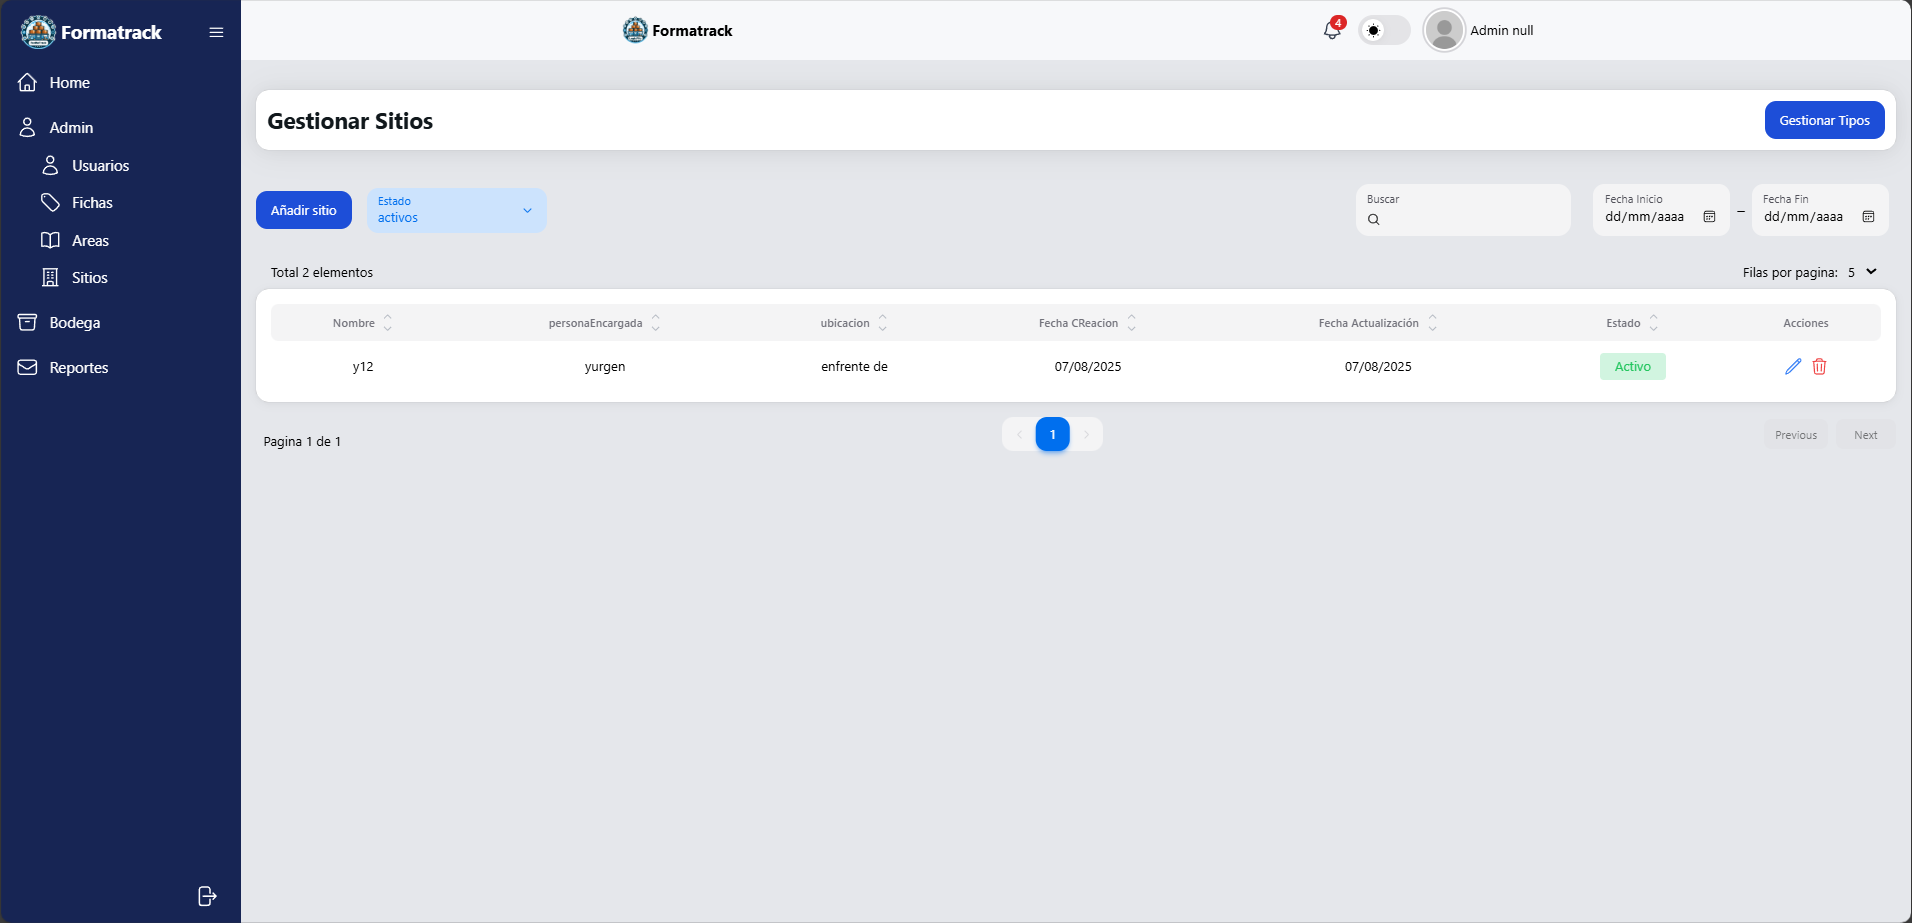 Formatrack
Home
Admin
Usuarios
Fichas
Areas
Sitios
Bodega
Reportes
Formatrack
4
Admin null
Gestionar Sitios
Gestionar Tipos
Añadir sitio
Estado
activos
Buscar
Fecha Inicio
dd/mm/aaaa
–
Fecha Fin
dd/mm/aaaa
Total 2 elementos
Filas por pagina: 5
Nombre personaEncargada ubicacion Fecha CReacion Fecha Actualización Estado Acciones
y12 yurgen enfrente de 07/08/2025 07/08/2025 Activo
Pagina 1 de 1
1
Previous
Next